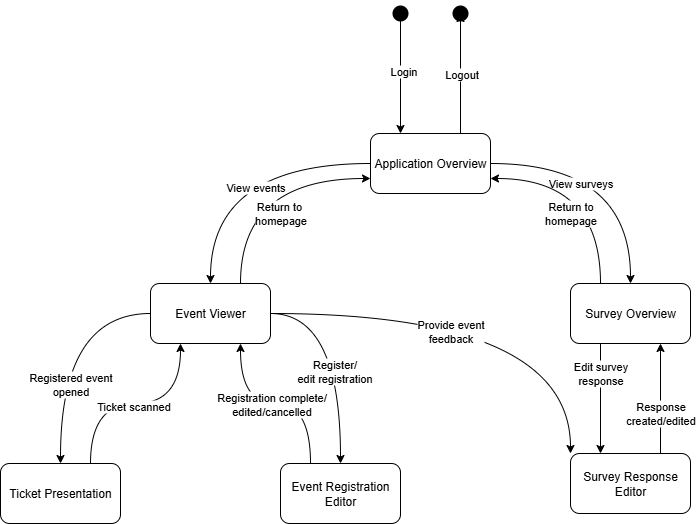 Login
Logout
Application Overview
View events
View surveys
Return to
homepage
Return to
homepage
Event Viewer
Survey Overview
Provide event
feedback
Register/
edit registration
Edit survey
response
Registered event
opened
Ticket scanned
Registration complete/
edited/cancelled
Response
created/edited
Ticket Presentation
Event Registration
Editor
Survey Response
Editor